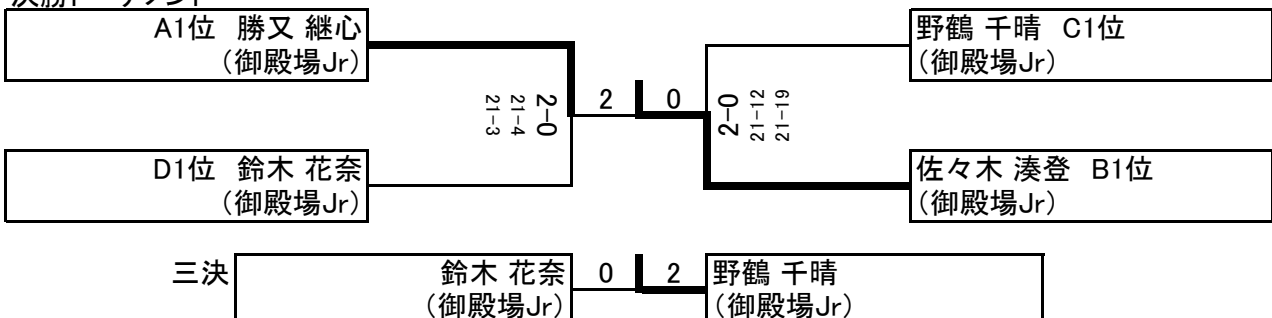 決勝トーナメント
A1位 勝又 継心
(御殿場Jr)
野鶴 千晴 C1位
(御殿場Jr)
2-0
21-4
21-3
2
0
2-0
21-12
21-19
D1位 鈴木 花奈
(御殿場Jr)
佐々木 湊登 B1位
(御殿場Jr)
三決
鈴木 花奈
(御殿場Jr)
0
2
野鶴 千晴
(御殿場Jr)